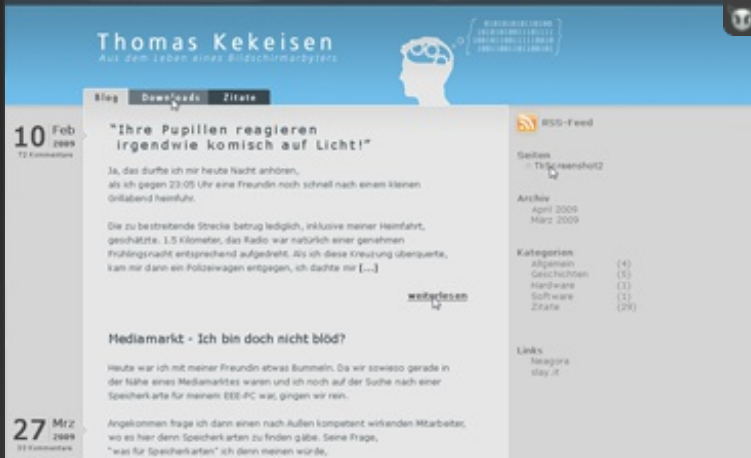 Thomas Kekeisen
Aus dem Leben eines Bildschirmarbyters
Blog Downloads Zitate
10 Feb
2009
72 Kommentare
"Ihre Pupillen reagieren
irgendwie komisch auf Licht!"
Ja, das durfte ich mir heute Nacht anhören,
als ich gegen 23:05 Uhr eine Freundin noch schnell nach einem kleinen
Grillabend heimfuhr.
Die zu bestreitende Strecke betrug lediglich, inklusive meiner Heimfahrt,
geschätzte. 1.5 Kilometer, das Radio war natürlich einer genehmen
Frühlingsnacht entsprechend aufgedreht. Als ich diese Kreuzung überquerte,
kam mir dann ein Polizeiwagen entgegen, ich dachte mir [...]
weiterlesen
Mediamarkt - Ich bin doch nicht blöd?
Heute war ich mit meiner Freundin etwas Bummeln. Da wir sowieso gerade in
der Nähe eines Mediamarktes waren und ich noch auf der Suche nach einer
Speicherkarte für meinem EEE-PC war, gingen wir rein.
27 Mrz
2009
33 Kommentare
Angekommen frage ich dann einen nach Außen kompetent wirkenden Mitarbeiter,
wo es hier denn Speicherkarten zu finden gäbe. Seine Frage,
"was für Speicherkarten" ich denn meinen würde,
RSS-Feed
Seiten
TkScreenshot2
Archiv
April 2009
März 2009
Kategorien
Allgemein (4)
Geschichten (5)
Hardware (1)
Software (1)
Zitate (29)
Links
Neagora
slay.it